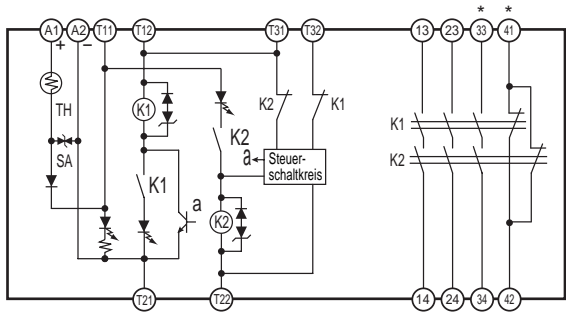 * *
A1 A2 T11 T12 T31 T32 13 23 33 41
+ −
TH
K1
K2 K1
K2
K1
SA
a Steuer-
schaltkreis
K2
K1
a
K2
T21 T22 14 24 34 42